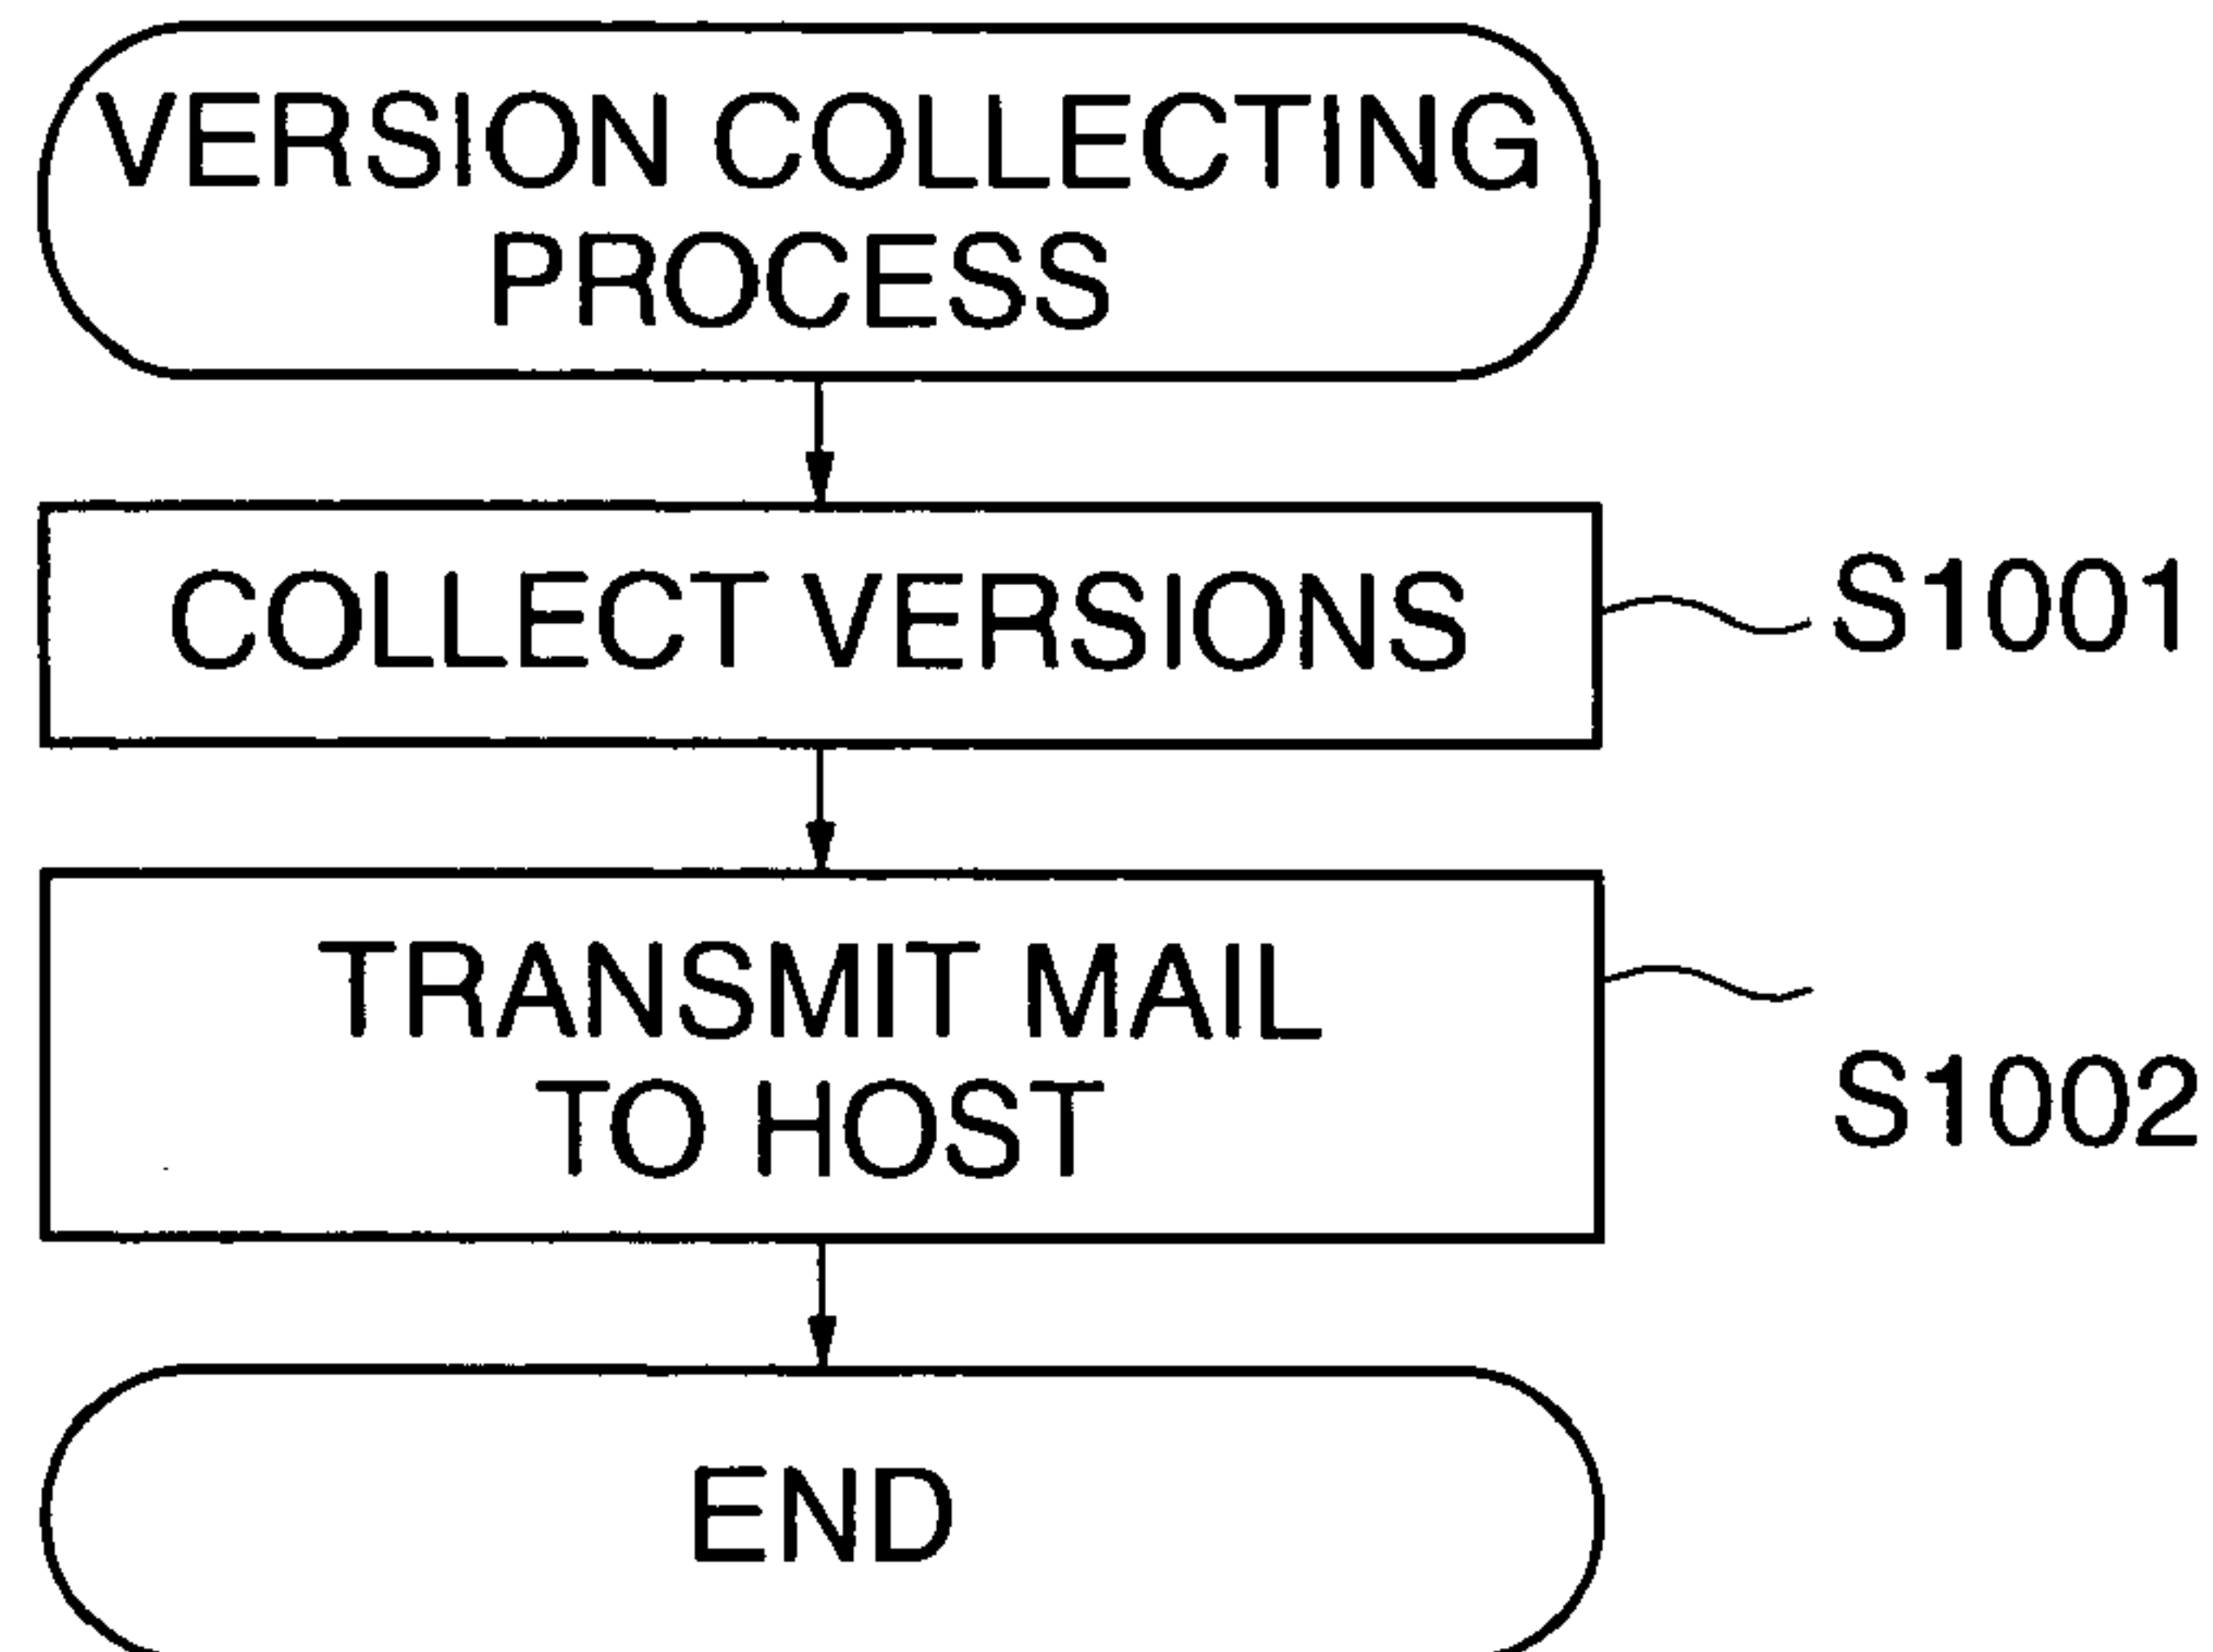 VERSION COLLECTING
PROCESS
COLLECT VERSIONS
S1001
TRANSMIT MAIL
TO HOST
S1002
END